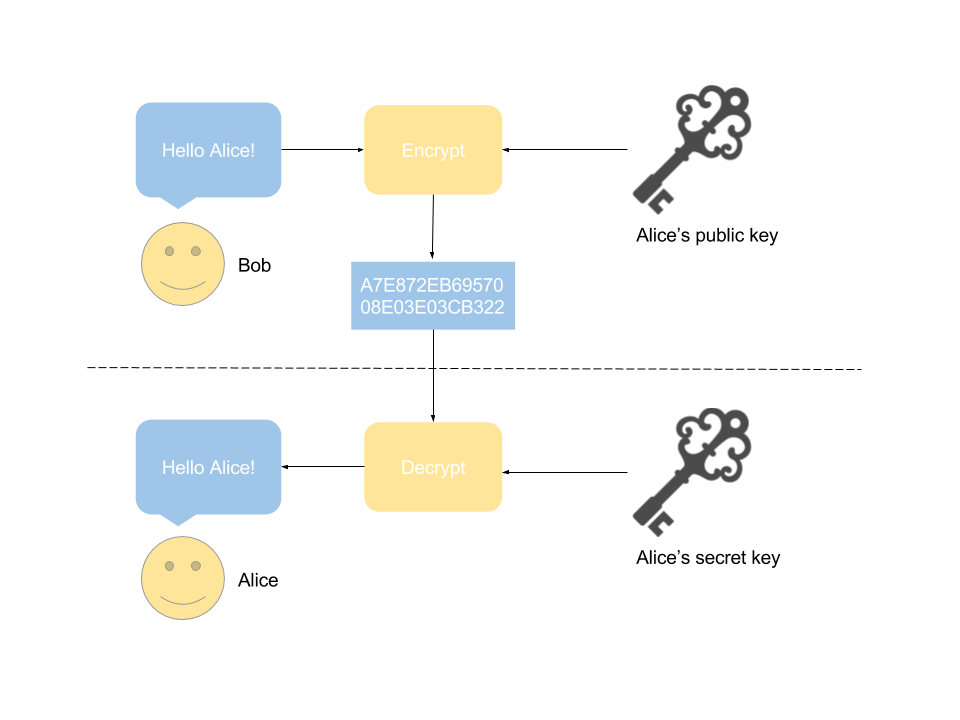 Hello Alice!
Encrypt
Alice’s public key
Bob
A7E872EB69570
08E03E03CB322
Hello Alice!
Decrypt
Alice’s secret key
Alice